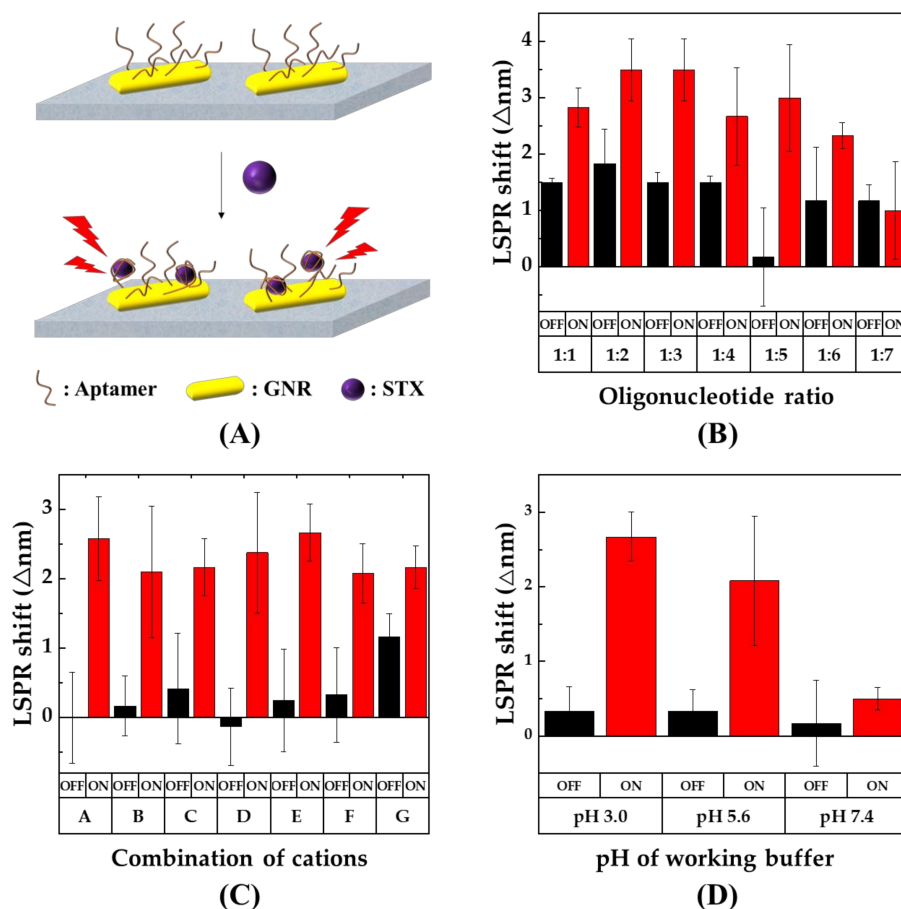 : Aptamer : GNR : STX
(A)
LSPR shift (△nm)
4
3
2
1
0
OFF ON OFF ON OFF ON OFF ON OFF ON OFF ON OFF ON
1:1 1:2 1:3 1:4 1:5 1:6 1:7
Oligonucleotide ratio
(B)
LSPR shift (△nm)
3
2
1
0
OFF ON OFF ON OFF ON OFF ON OFF ON OFF ON OFF ON
A B C D E F G
Combination of cations
(C)
LSPR shift (△nm)
3
2
1
0
OFF ON OFF ON OFF ON
pH 3.0 pH 5.6 pH 7.4
pH of working buffer
(D)